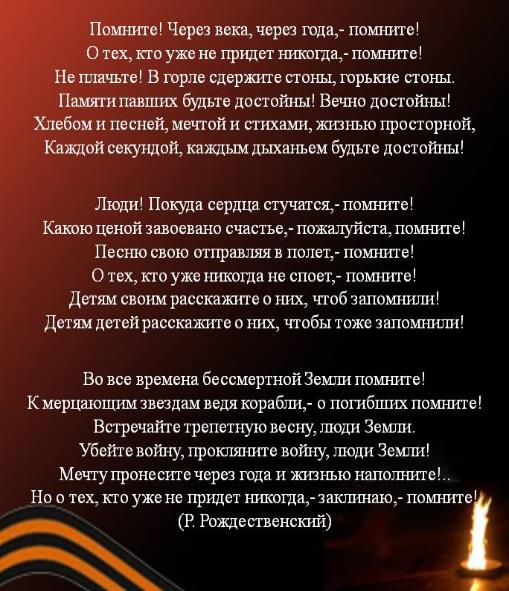 Помните! Через века, через года,- помните!
О тех, кто уже не придет никогда,- помните!
Не плачьте! В горле сдержите стоны, горькие стоны.
Памяти павших будьте достойны! Вечно достойны!
Хлебом и песней, мечтой и стихами, жизнью просторной,
Каждой секундой, каждым дыханьем будьте достойны!
Люди! Покуда сердца стучатся,- помните!
Какою ценой завоевано счастье,- пожалуйста, помните!
Песню свою отправляя в полет,- помните!
О тех, кто уже никогда не споет,- помните!
Детям своим расскажите о них, чтоб запомнили!
Детям детей расскажите о них, чтобы тоже запомнили!
Во все времена бессмертной Земли помните!
К мерцающим звездам ведя корабли,- о погибших помните!
Встречайте трепетную весну, люди Земли.
Убейте войну, прокляните войну, люди Земли!
Мечту пронесите через года и жизнью наполните!..
Но о тех, кто уже не придет никогда,- заклинаю,- помните!
(Р. Рождественский)